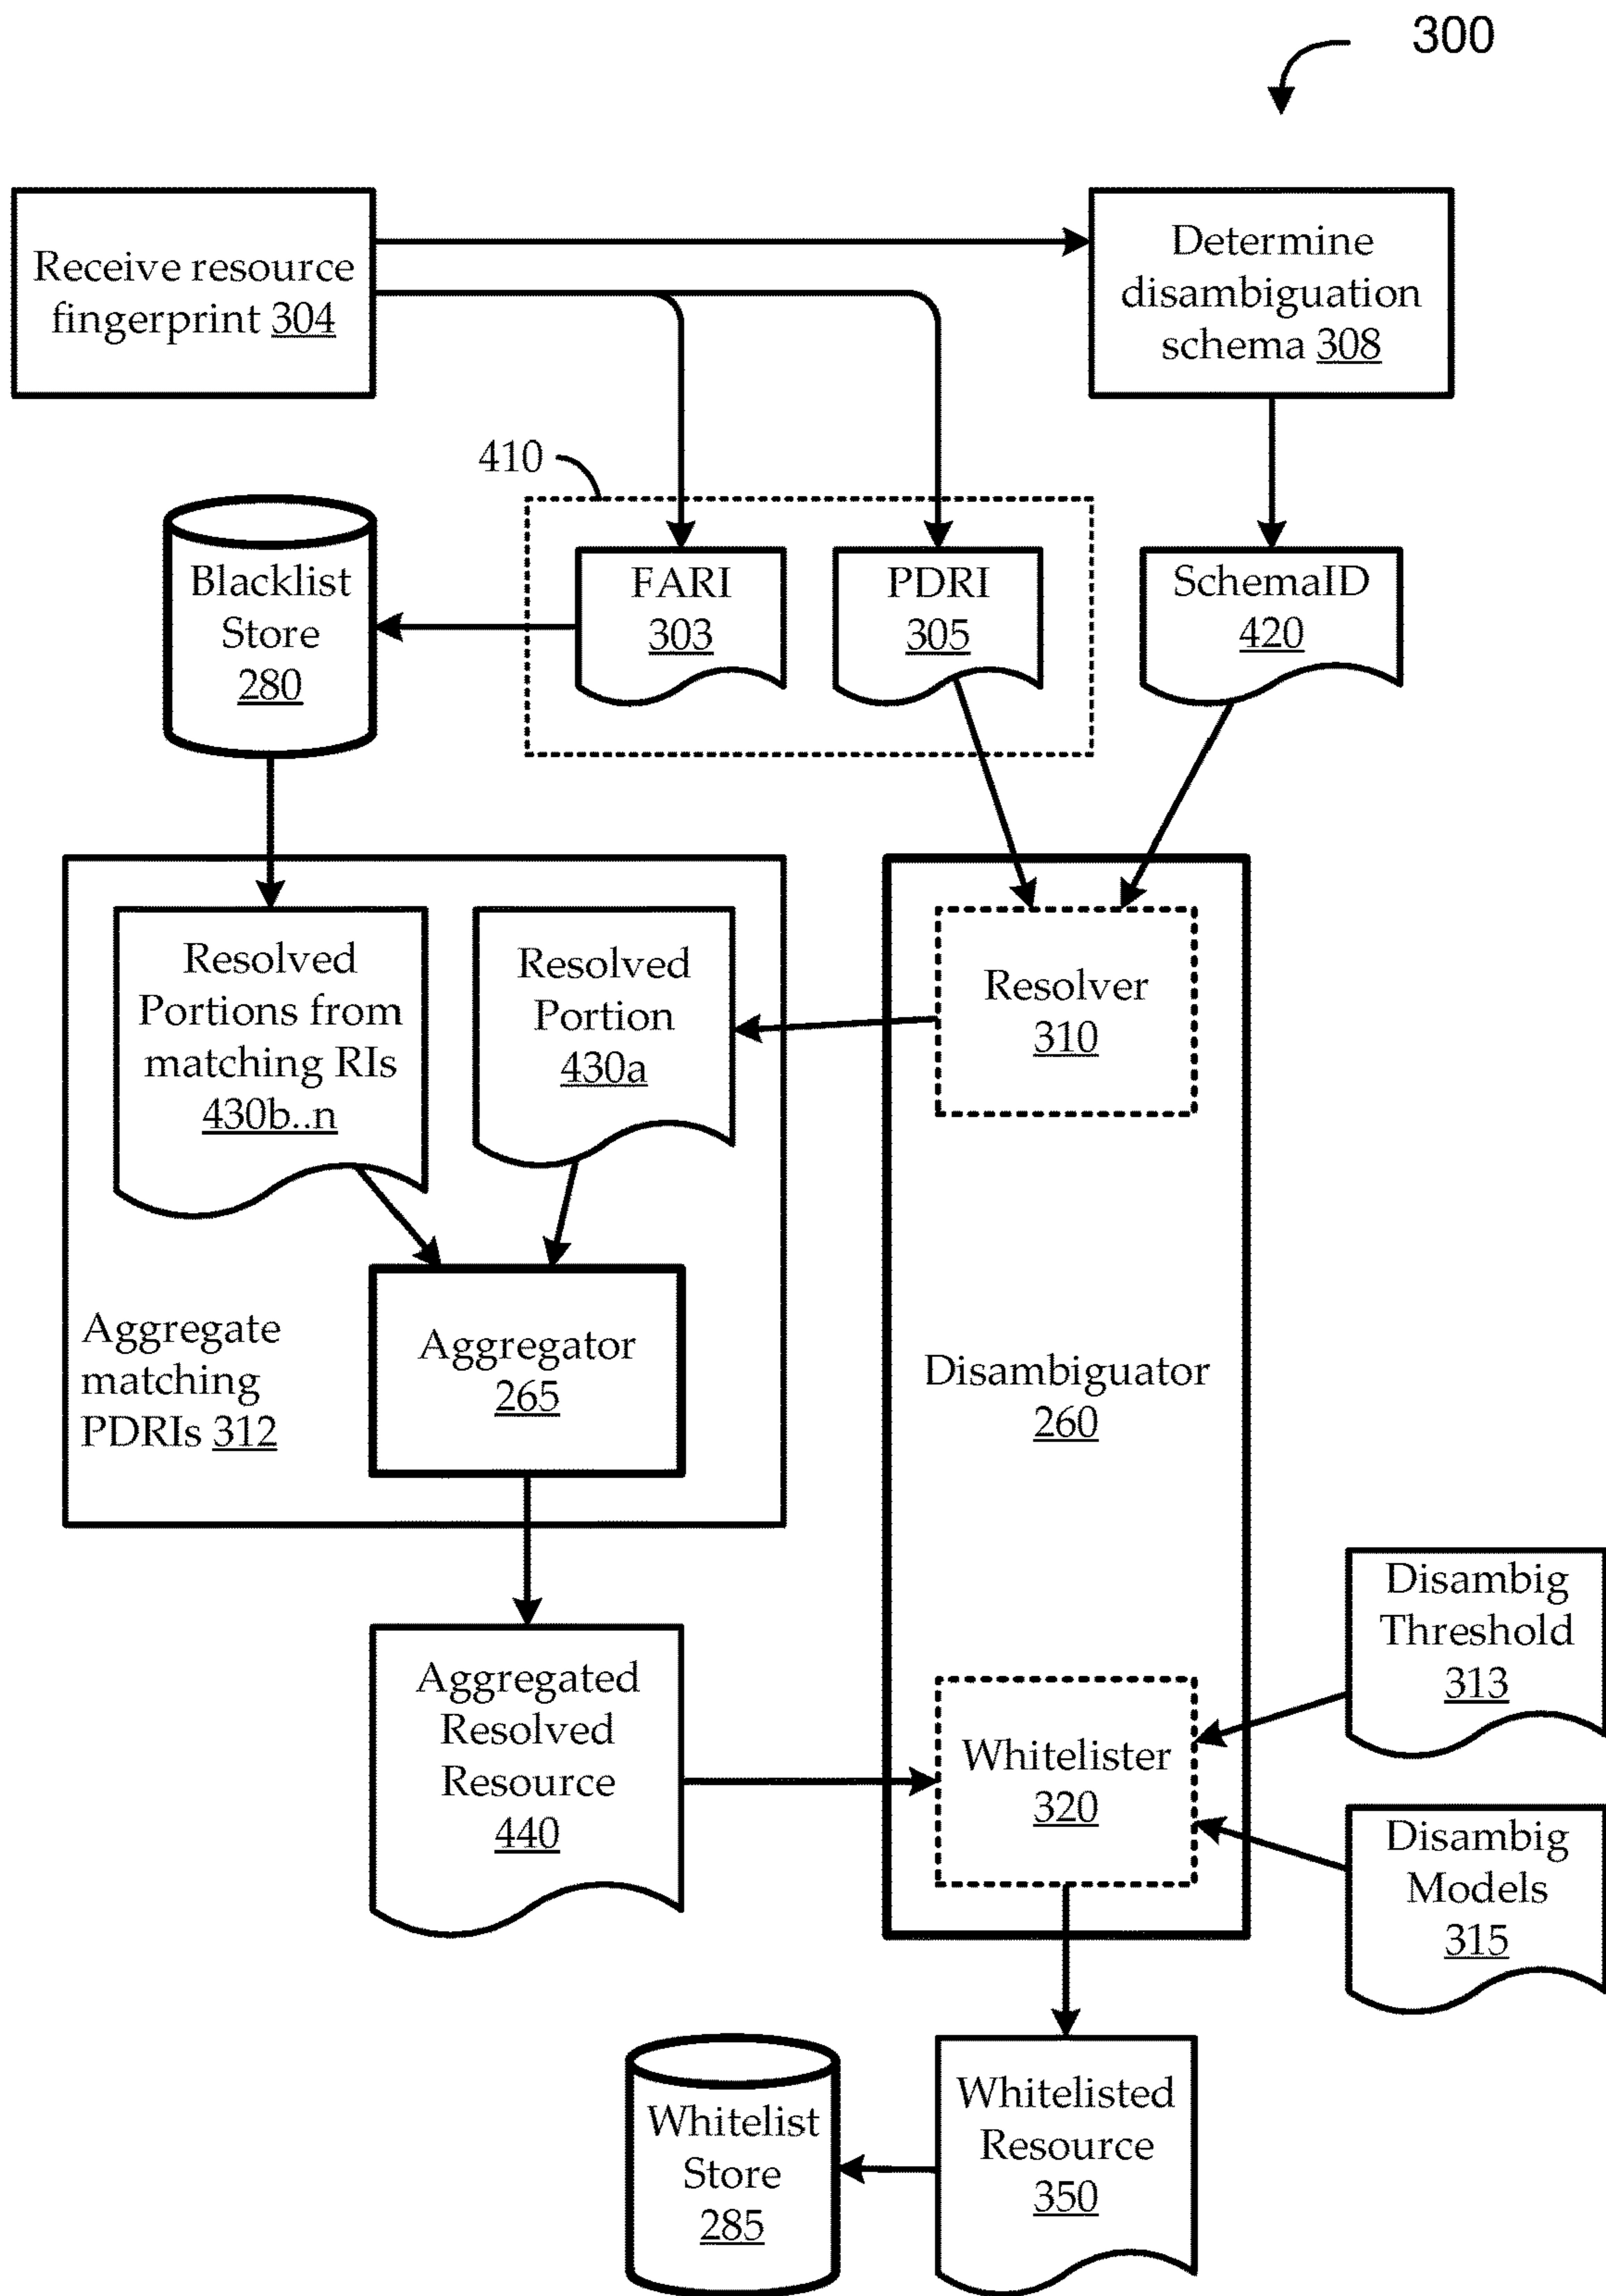 300
Receive resource
fingerprint 304
Determine
disambiguation
schema 308
410
Blacklist
Store
280
FARI
303
PDRI
305
SchemaID
420
Resolved
Portions from
matching RIs
430b..n
Resolved
Portion
430a
Resolver
310
Aggregate
matching
PDRIs 312
Aggregator
265
Disambiguator
260
Aggregated
Resolved
Resource
440
Whitelister
320
Disambig
Threshold
313
Disambig
Models
315
Whitelist
Store
285
Whitelisted
Resource
350